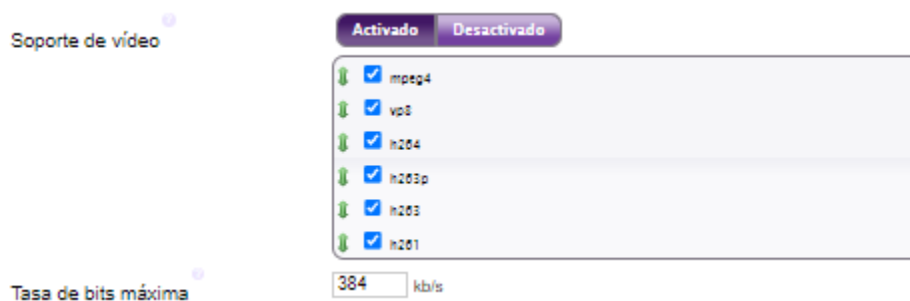 Soporte de vídeo
Activado Desactivado
mpeg4
vp8
h264
h263p
h263
h261
Tasa de bits máxima 384 kb/s